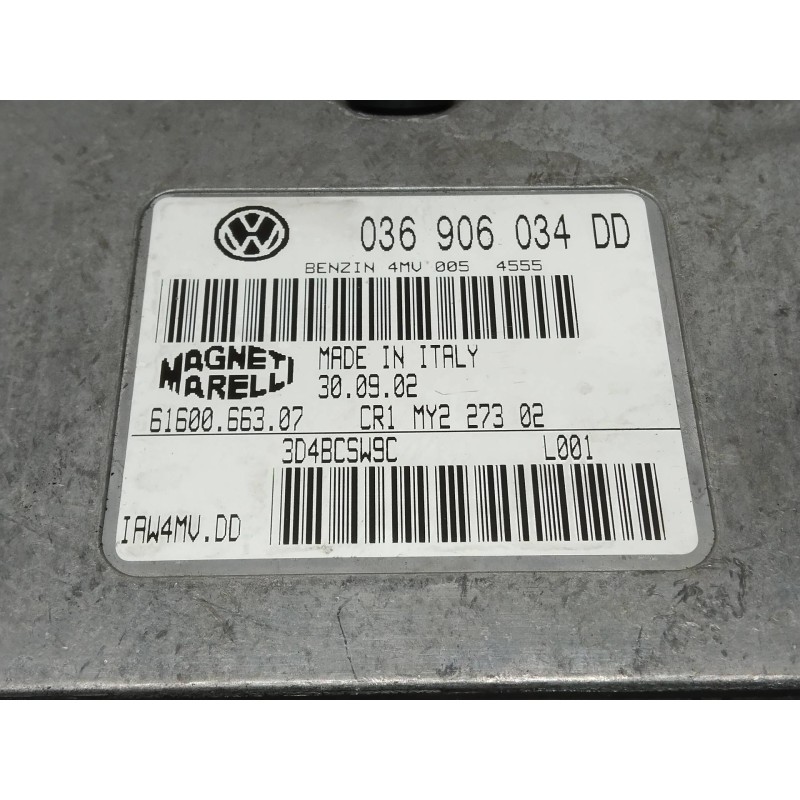 VW
036 906 034 DD
BENZIN 4MV 005 4555
MAGNETI MARELLI
MADE IN ITALY
30.09.02
61600.663.07 CR1 MY2 273 02
3D4BCSW9C L001
IAW4MV.DD